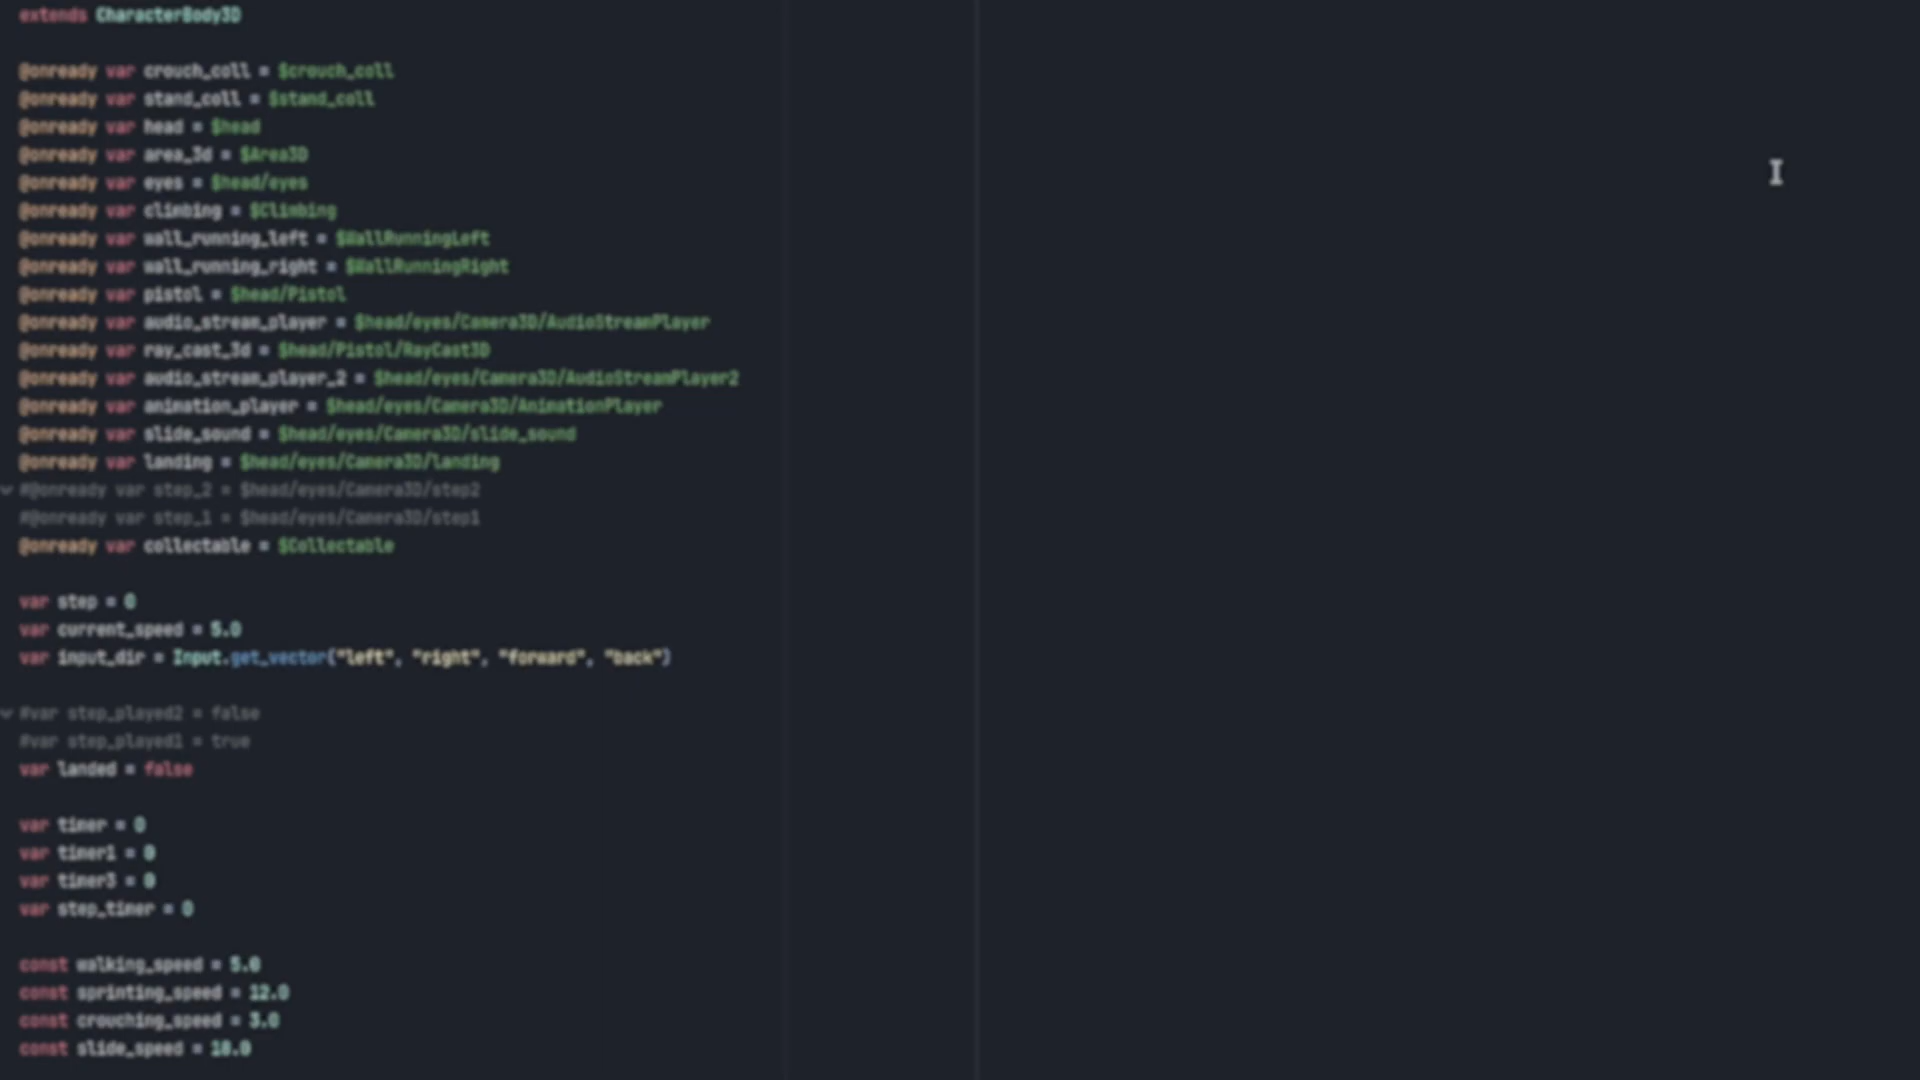 extends CharacterBody3D
@onready var crouch_coll = $crouch_coll
@onready var stand_coll = $stand_coll
@onready var head = $head
@onready var area_3d = $Area3D
@onready var eyes = $head/eyes
@onready var climbing = $Climbing
@onready var wall_running_left = $WallRunningLeft
@onready var wall_running_right = $WallRunningRight
@onready var pistol = $head/Pistol
@onready var audio_stream_player = $head/eyes/Camera3D/AudioStreamPlayer
@onready var ray_cast_3d = $head/Pistol/RayCast3D
@onready var audio_stream_player_2 = $head/eyes/Camera3D/AudioStreamPlayer2
@onready var animation_player = $head/eyes/Camera3D/AnimationPlayer
@onready var slide_sound = $head/eyes/Camera3D/slide_sound
@onready var landing = $head/eyes/Camera3D/landing
#@onready var step_2 = $head/eyes/Camera3D/step2
#@onready var step_1 = $head/eyes/Camera3D/step1
@onready var collectable = $Collectable
var step = 0
var current_speed = 5.0
var input_dir = Input.get_vector("left", "right", "forward", "back")
#var step_played2 = false
#var step_played1 = true
var landed = false
var timer = 0
var timer1 = 0
var timer3 = 0
var step_timer = 0
const walking_speed = 5.0
const sprinting_speed = 12.0
const crouching_speed = 3.0
const slide_speed = 18.0